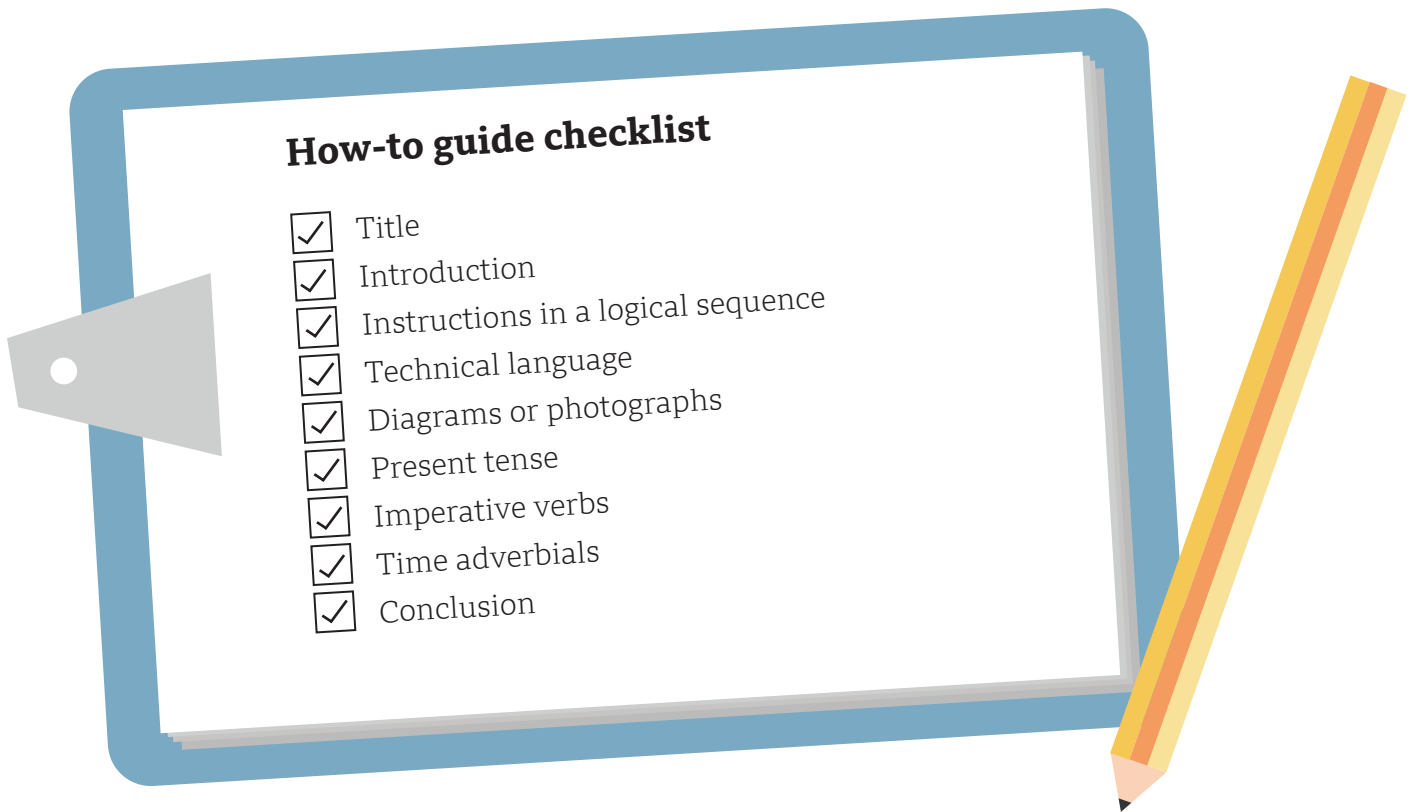 How-to guide checklist
Title
Introduction
Instructions in a logical sequence
Technical language
Diagrams or photographs
Present tense
Imperative verbs
Time adverbials
Conclusion